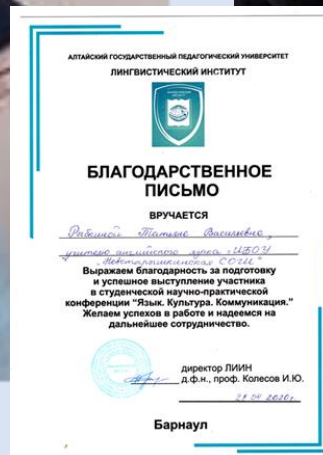 АЛТАЙСКИЙ ГОСУДАРСТВЕННЫЙ ПЕДАГОГИЧЕСКИЙ УНИВЕРСИТЕТ
ЛИНГВИСТИЧЕСКИЙ ИНСТИТУТ
БЛАГОДАРСТВЕННОЕ
ПИСЬМО
ВРУЧАЕТСЯ
Татьяне Васильевне,
учителю английского языка
СОШ"
Выражаем благодарность за подготовку
и успешное выступление участника
в студенческой научно-практической
конференции "Язык. Культура. Коммуникация."
Желаем успехов в работе и надеемся на
дальнейшее сотрудничество.
директор ЛИИН
д.ф.н., проф. Колесов И.Ю.
2020г.
Барнаул